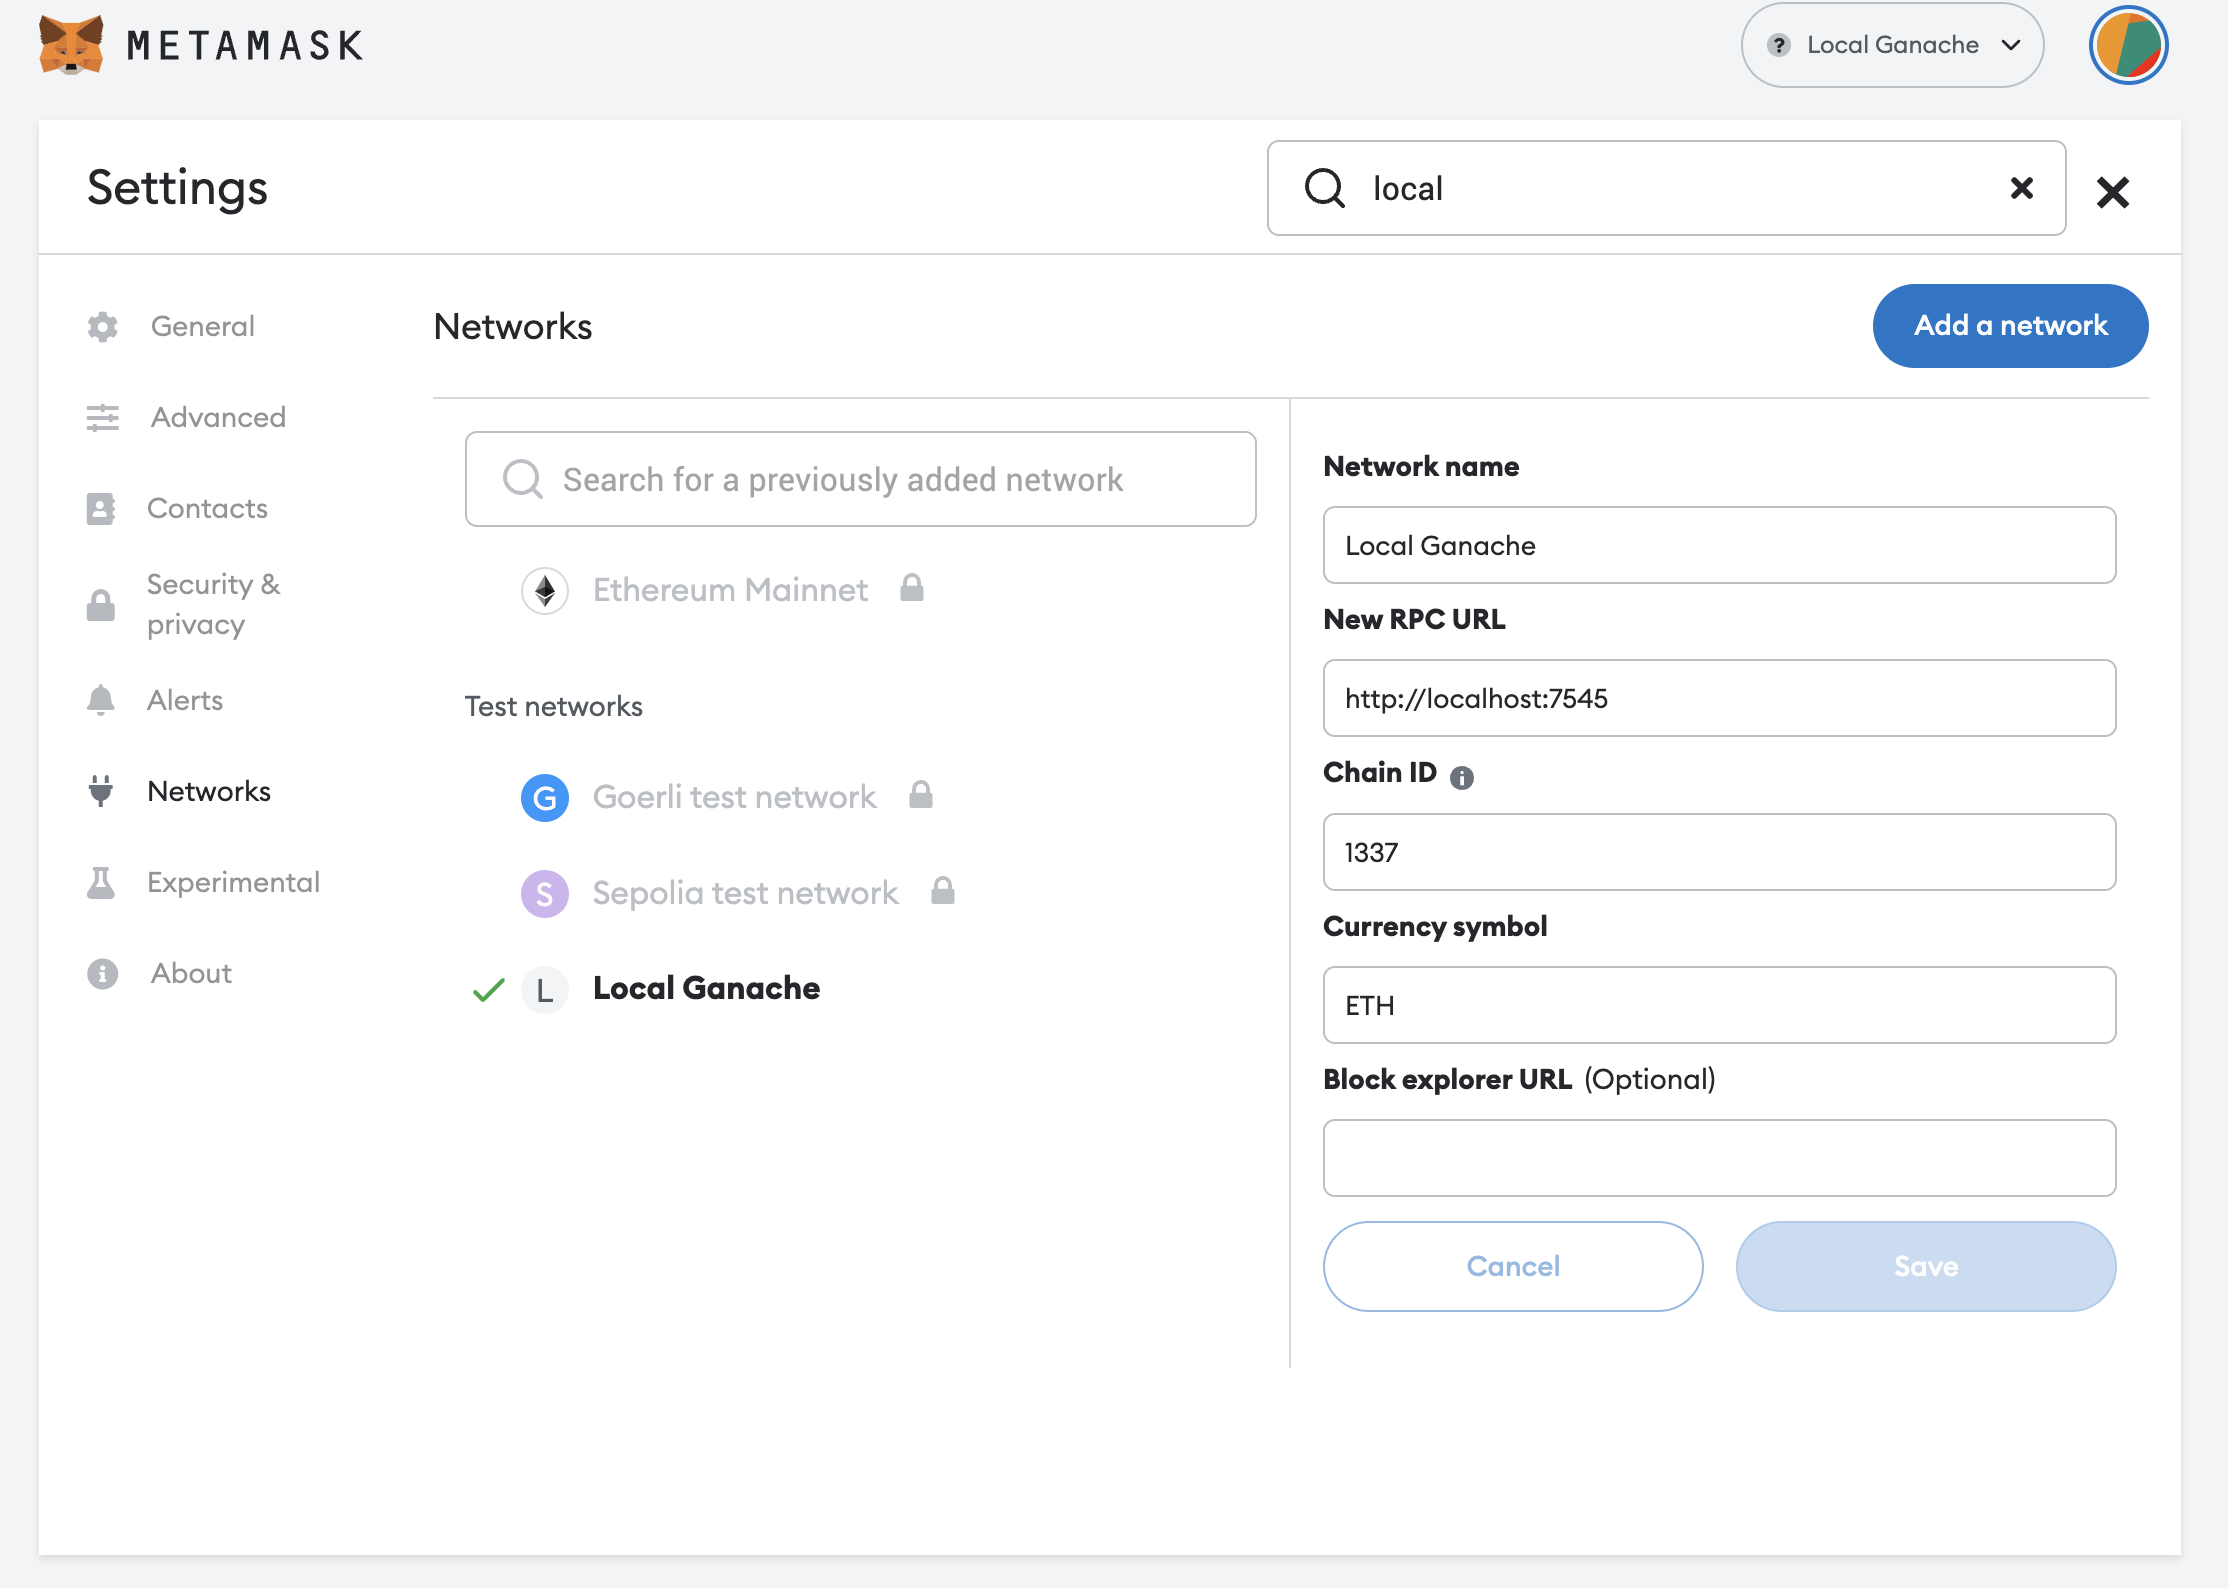 METAMASK
? Local Ganache
Settings
local
General
Advanced
Contacts
Security &
privacy
Alerts
Networks
Experimental
About
Networks
Add a network
Search for a previously added network
Ethereum Mainnet
Test networks
G Goerli test network
S Sepolia test network
L Local Ganache
Network name
Local Ganache
New RPC URL
http://localhost:7545
Chain ID
1337
Currency symbol
ETH
Block explorer URL (Optional)
Cancel
Save